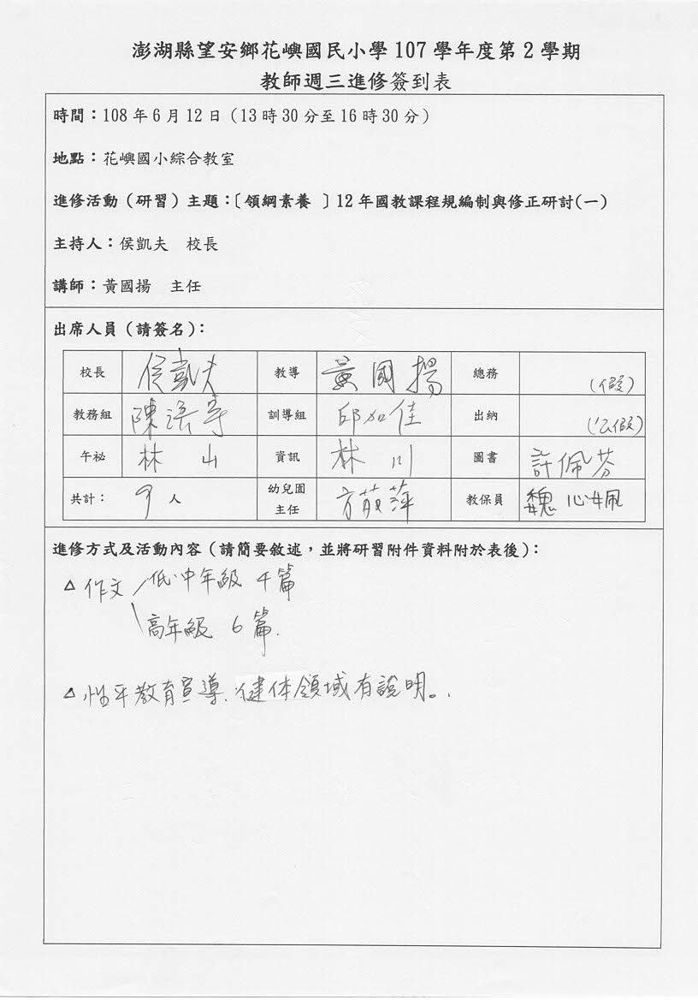 澎湖縣望安鄉花嶼國民小學 107 學年度第 2 學期
教師週三進修簽到表
時間：108 年 6 月 12 日（13 時 30 分至 16 時 30 分）
地點：花嶼國小綜合教室
進修活動（研習）主題：〔領綱素養 〕12 年國教課程規編制與修正研討(一)
主持人：侯凱夫 校長
講師：黃國揚 主任
出席人員（請簽名）：
校長 侯凱夫 教導 黃國揚 總務 (假)
教務組 陳 訓導組 邱加佳 出納 (公假)
午祕 林山 資訊 林川 圖書 許佩芬
共計： 9 人 幼兒園主任 方萍 教保員 魏心姵
進修方式及活動內容（請簡要敘述，並將研習附件資料附於表後）：
△ 作文 低.中年級 4 篇
高年級 6 篇.
△ 性平教育宣導.健体領域有說明。.